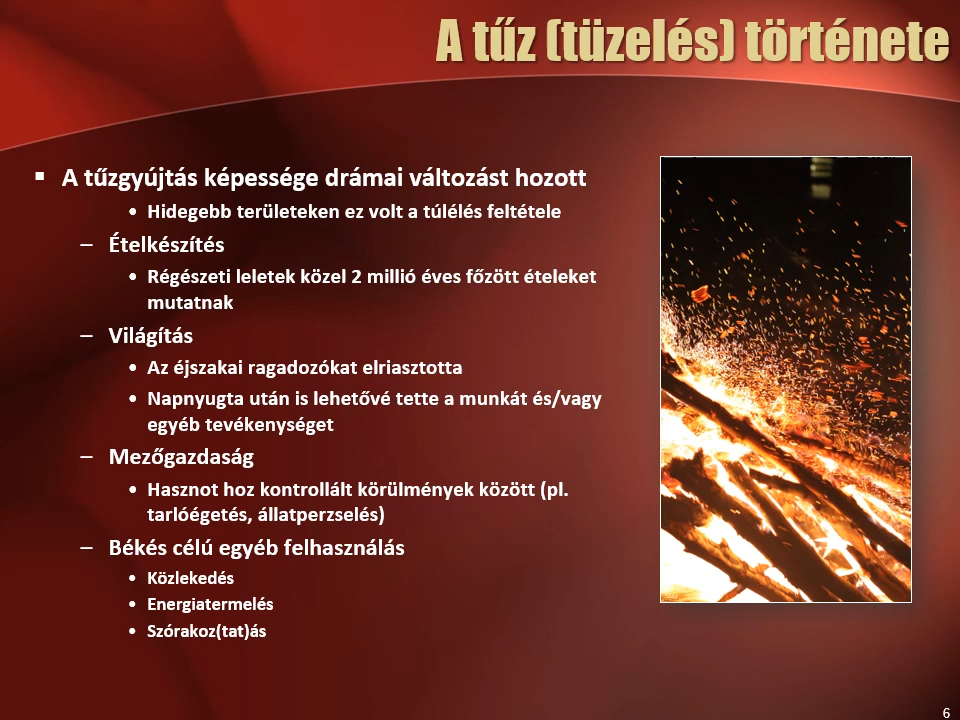 A tűz (tüzelés) története
▪ A tűzgyújtás képessége drámai változást hozott
• Hidegebb területeken ez volt a túlélés feltétele
– Ételkészítés
• Régészeti leletek közel 2 millió éves főzött ételeket
mutatnak
– Világítás
• Az éjszakai ragadozókat elriasztotta
• Napnyugta után is lehetővé tette a munkát és/vagy
egyéb tevékenységet
– Mezőgazdaság
• Hasznot hoz kontrollált körülmények között (pl.
tarlóégetés, állatperzselés)
– Békés célú egyéb felhasználás
• Közlekedés
• Energiatermelés
• Szórakoz(tat)ás
6